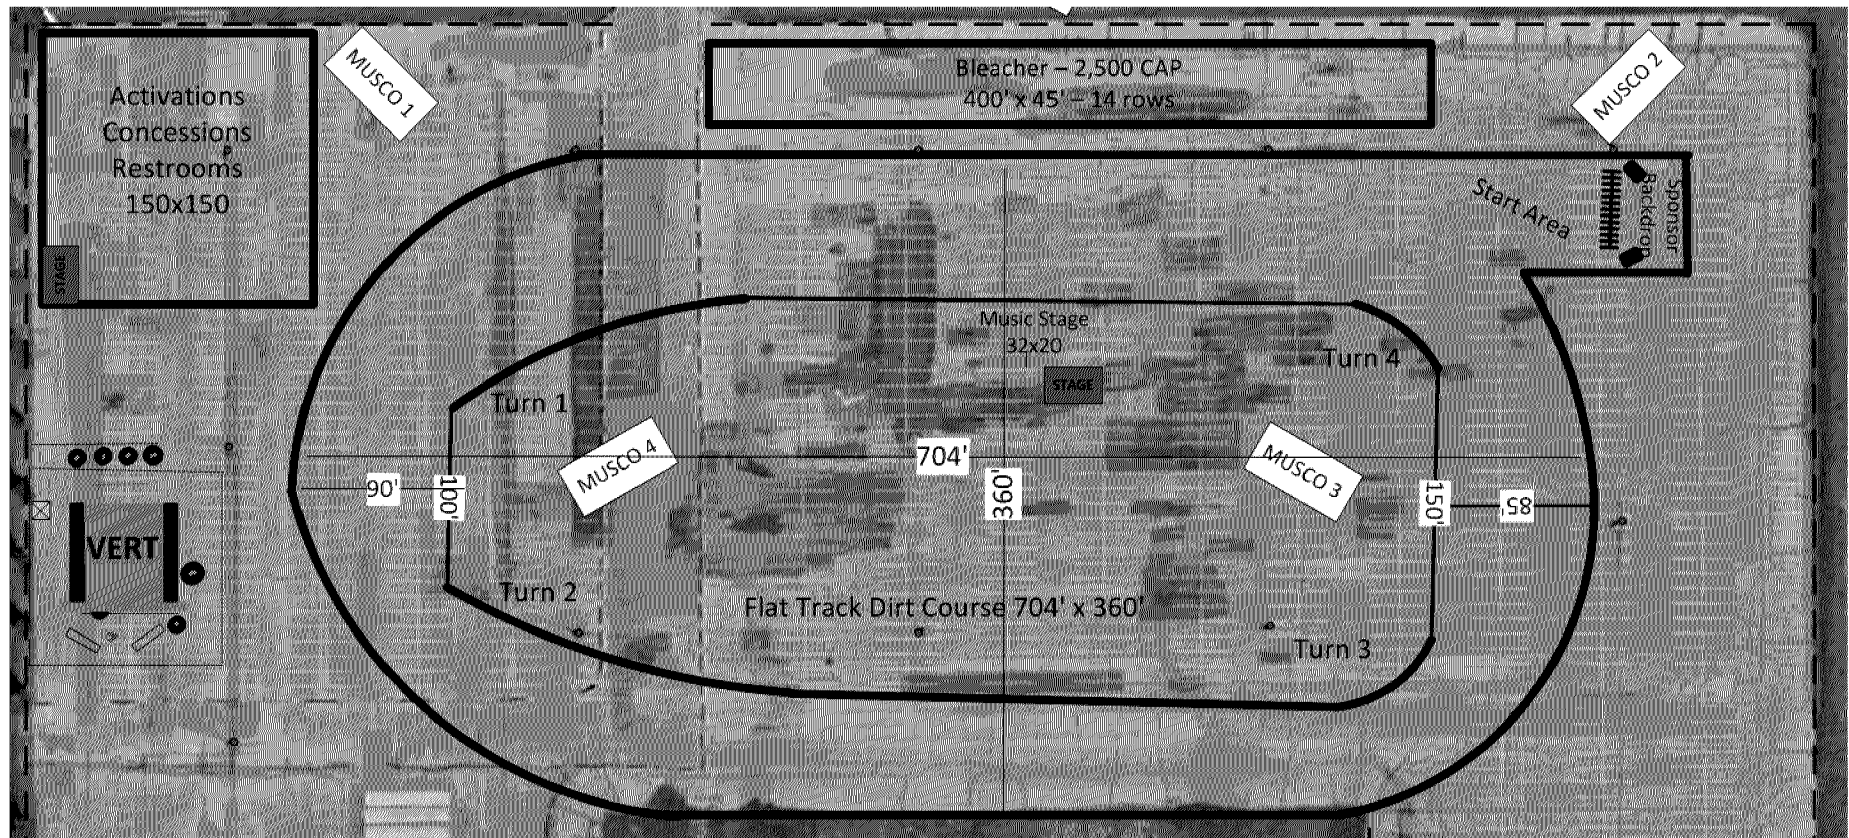 MUSCO 1
MUSCO 2
Bleacher – 2,500 CAP
400' x 45' – 14 rows
Activations
Concessions
Restrooms
150x150
STAGE
Start Area
Sponsor
Backdrop
Music Stage
32x20
STAGE
Turn 4
Turn 1
MUSCO 4
704'
MUSCO 3
90'
100'
360'
150'
85'
VERT
Turn 2
Flat Track Dirt Course 704' x 360'
Turn 3